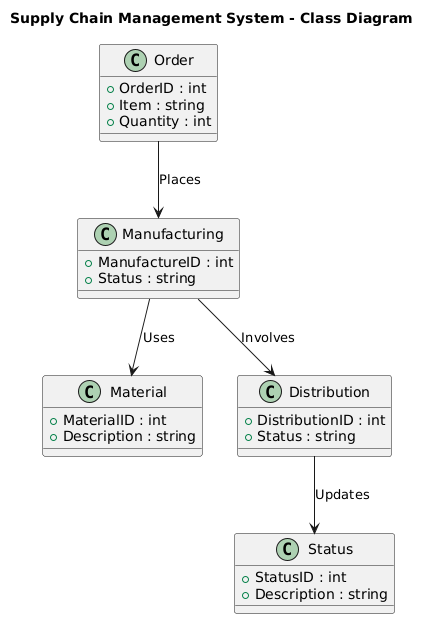 Supply Chain Management System - Class Diagram
C Order
OrderID : int
Item : string
Quantity : int
Places
C Manufacturing
ManufactureID : int
Status : string
Uses
Involves
C Material
MaterialID : int
Description : string
C Distribution
DistributionID : int
Status : string
Updates
C Status
StatusID : int
Description : string